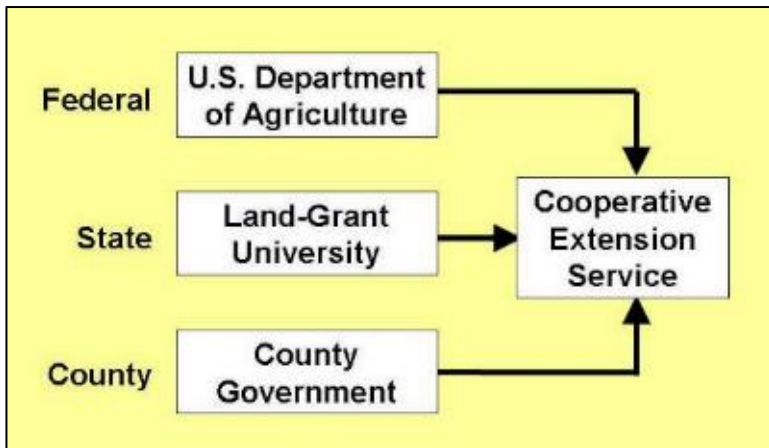 Federal
U.S. Department
of Agriculture
State
Land-Grant
University
Cooperative
Extension
Service
County
County
Government